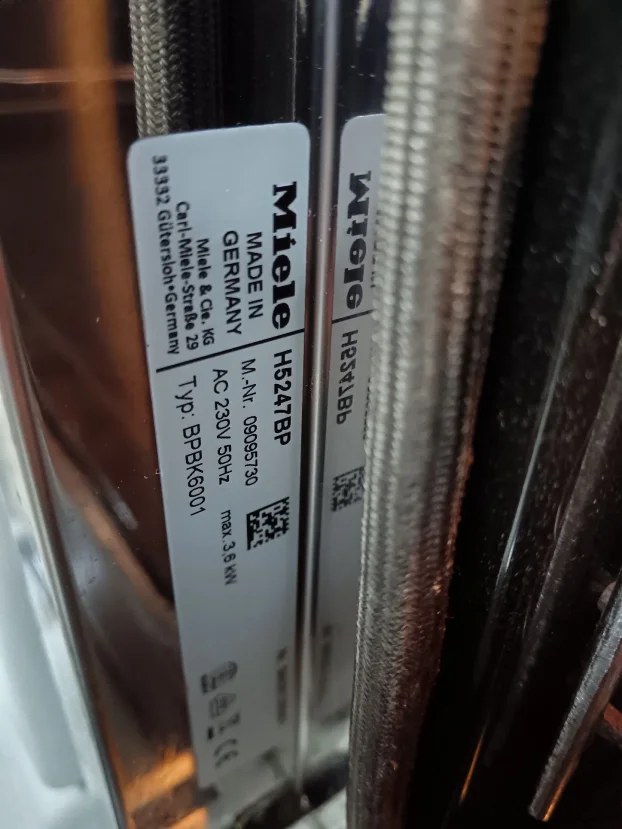 Miele
MADE IN
GERMANY
Miele & Cie. KG
Carl-Miele-Straße 29
33332 Gütersloh•Germany
H5247BP
M.-Nr. 09095730
AC 230V 50Hz max.3,6 kW
Typ: BPBK6001
CE
Miele
H5247BP